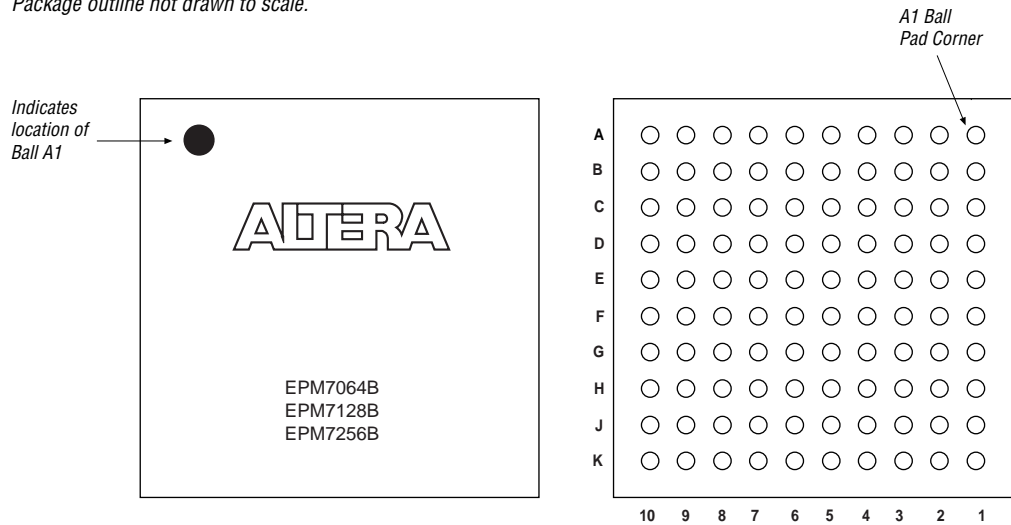 Package outline not drawn to scale.
A1 Ball
Pad Corner
Indicates
location of
Ball A1
ALTERA
EPM7064B
EPM7128B
EPM7256B
A
B
C
D
E
F
G
H
J
K
10 9 8 7 6 5 4 3 2 1